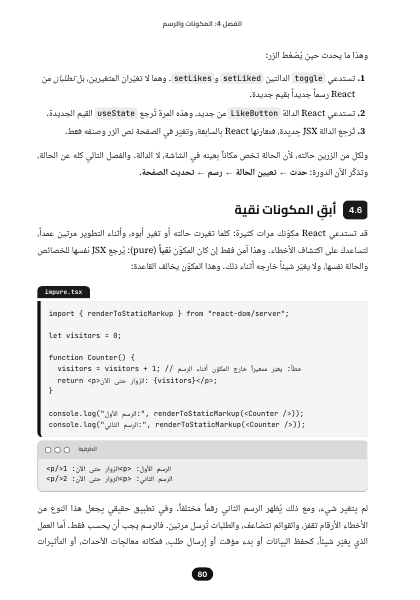 الفصل 4: المكونات والرسم
وهذا ما يحدث حين يُضغط الزر:
1. تستدعي toggle الدالتين setLiked و setLikes. وهما لا تغيّران المتغيرين، بل تطلبان من
React رسماً جديداً بقيم جديدة.
2. تستدعي React الدالة LikeButton من جديد، وهذه المرة تُرجع useState القيم الجديدة.
3. تُرجع الدالة JSX جديدة، فتقارنها React بالسابقة، وتغيّر في الصفحة نص الزر وصنفه فقط.
ولكل من الزرين حالته، لأن الحالة تخص مكاناً بعينه في الشاشة، لا الدالة. والفصل التالي كله عن الحالة،
وتذكّر الآن الدورة: حدث ← تعيين الحالة ← رسم ← تحديث الصفحة.
4.6 أبقِ المكونات نقية
قد تستدعي React مكوّنك مرات كثيرة: كلما تغيرت حالته أو تغير أبوه، وأثناء التطوير مرتين عمداً،
لتساعدك على اكتشاف الأخطاء. وهذا آمن فقط إن كان المكوّن نقياً (pure): يُرجع JSX نفسها للخصائص
والحالة نفسها، ولا يغيّر شيئاً خارجه أثناء ذلك. وهذا المكوّن يخالف القاعدة:
impure.tsx
import { renderToStaticMarkup } from "react-dom/server";
let visitors = 0;
function Counter() {
visitors = visitors + 1; // خطأ: يغيّر متغيراً خارج المكوّن أثناء الرسم
return <p>الزوار حتى الآن: {visitors}</p>;
}
console.log("الرسم الأول:", renderToStaticMarkup(<Counter />));
console.log("الرسم الثاني:", renderToStaticMarkup(<Counter />));
الطرفية
الرسم الأول: <p>الزوار حتى الآن: 1</p>
الرسم الثاني: <p>الزوار حتى الآن: 2</p>
لم يتغير شيء، ومع ذلك يُظهر الرسم الثاني رقماً مختلفاً. وفي تطبيق حقيقي يجعل هذا النوع من
الأخطاء الأرقام تقفز، والقوائم تتضاعف، والطلبات تُرسل مرتين. فالرسم يجب أن يحسب فقط. أما العمل
الذي يغيّر شيئاً، كحفظ البيانات أو بدء مؤقت أو إرسال طلب، فمكانه معالجات الأحداث، أو التأثيرات
80